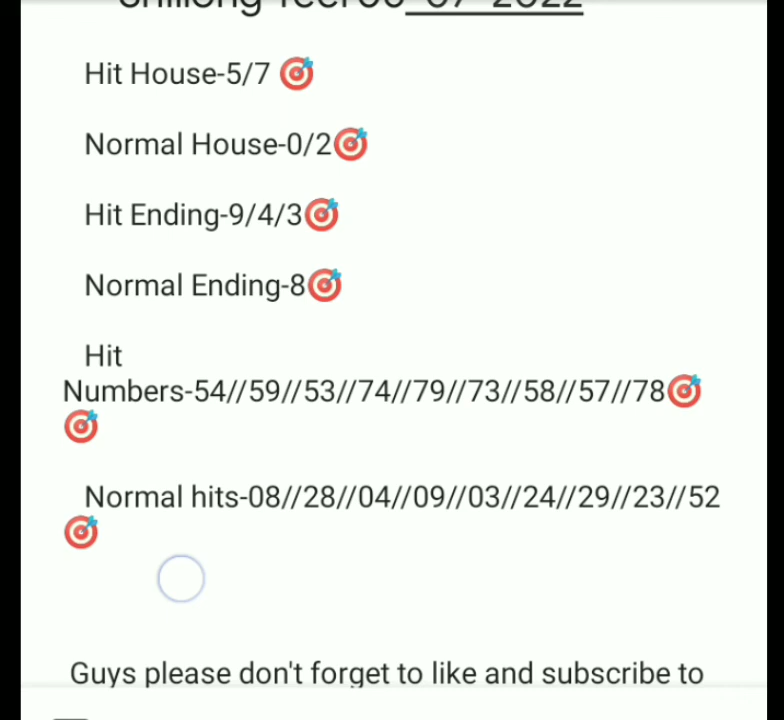 Hit House-5/7 🎯
Normal House-0/2🎯
Hit Ending-9/4/3🎯
Normal Ending-8🎯
Hit
Numbers-54//59//53//74//79//73//58//57//78🎯
🎯
Normal hits-08//28//04//09//03//24//29//23//52
🎯
Guys please don't forget to like and subscribe to